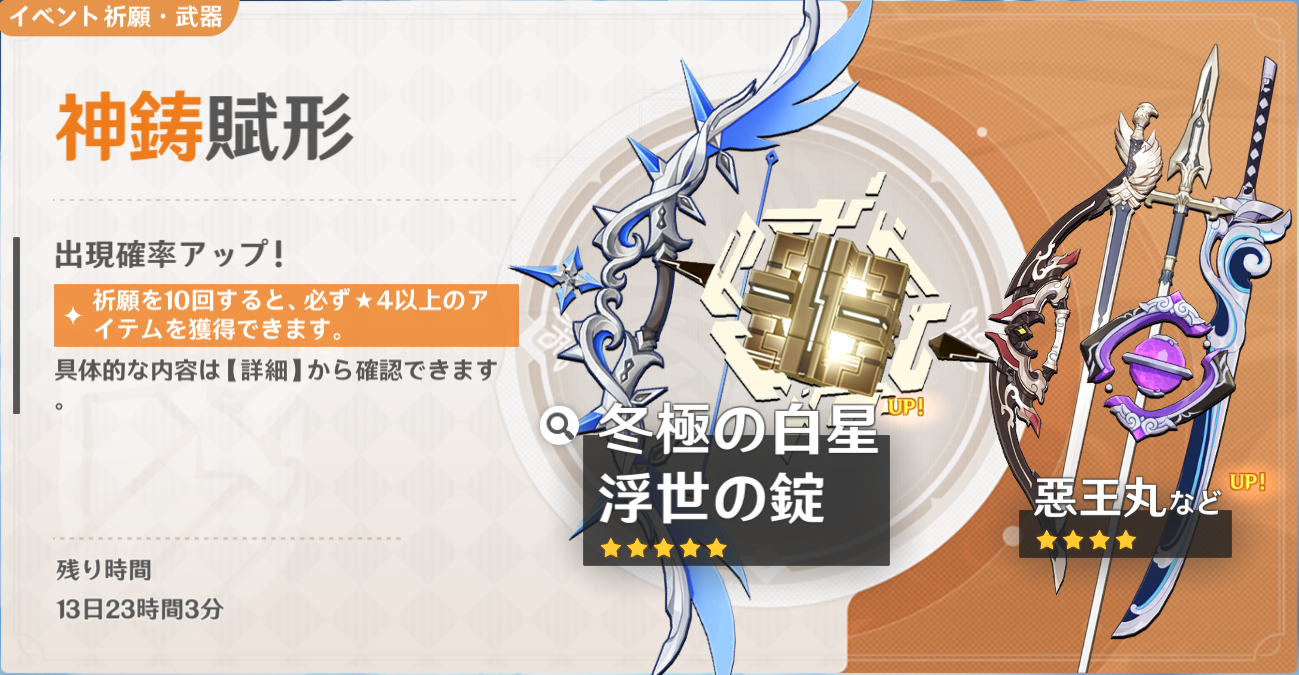 イベント祈願・武器
神鋳賦形
出現確率アップ！
祈願を10回すると、必ず★4以上のア
イテムを獲得できます。
具体的な内容は【詳細】から確認できます
。
残り時間
13日23時間3分
冬極の白星
UP!
浮世の錠
★★★★★
惡王丸など
UP!
★★★★